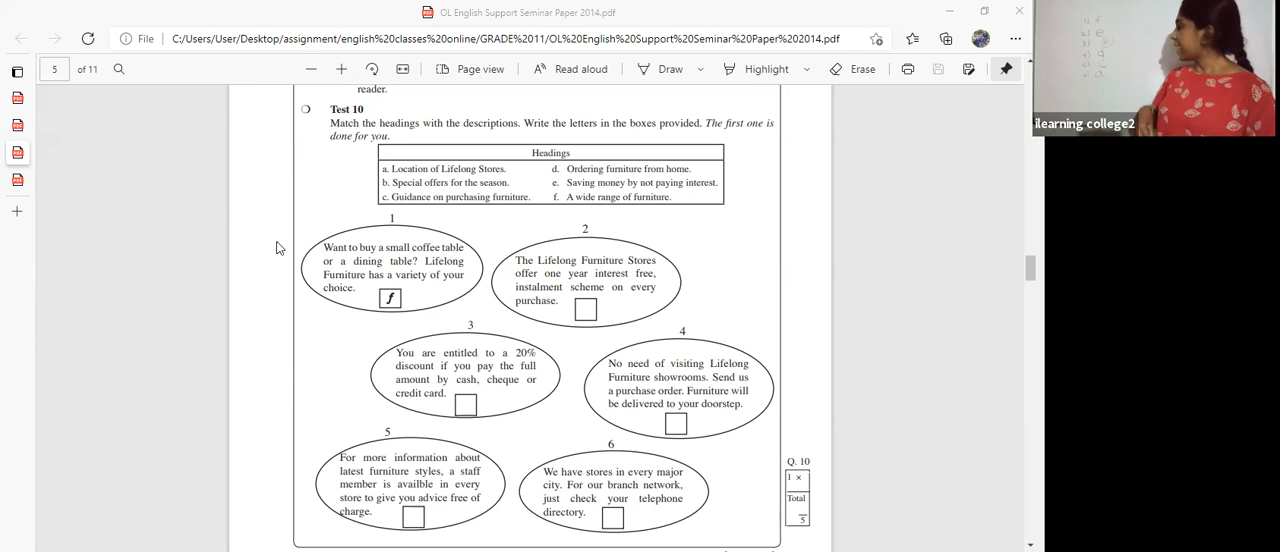 OL English Support Seminar Paper 2014.pdf
File C:/Users/User/Desktop/assignment/english%20classes%20online/GRADE%2011/OL%20English%20Support%20Seminar%20Paper%202014.pdf
5 of 11 Page view Read aloud Draw Highlight Erase
ilearning college2
reader.
Test 10
Match the headings with the descriptions. Write the letters in the boxes provided. The first one is
done for you.
Headings
a. Location of Lifelong Stores. d. Ordering furniture from home.
b. Special offers for the season. e. Saving money by not paying interest.
c. Guidance on purchasing furniture. f. A wide range of furniture.
1
Want to buy a small coffee table
or a dining table? Lifelong
Furniture has a variety of your
choice.
f
2
The Lifelong Furniture Stores
offer one year interest free,
instalment scheme on every
purchase.
3
You are entitled to a 20%
discount if you pay the full
amount by cash, cheque or
credit card.
4
No need of visiting Lifelong
Furniture showrooms. Send us
a purchase order. Furniture will
be delivered to your doorstep.
5
For more information about
latest furniture styles, a staff
member is availble in every
store to give you advice free of
charge.
6
We have stores in every major
city. For our branch network,
just check your telephone
directory.
Q. 10
1 ×
Total
5